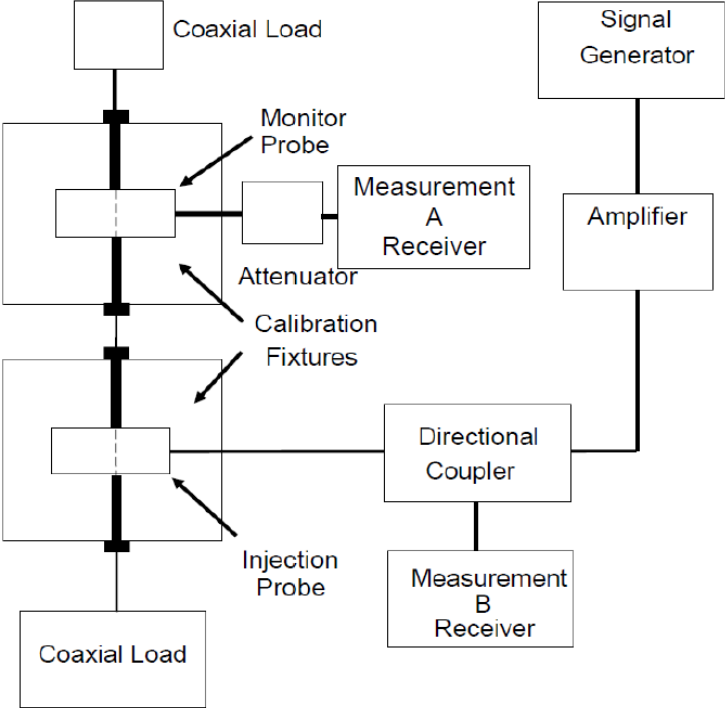 Coaxial Load
Signal
Generator
Monitor
Probe
Measurement
A
Receiver
Amplifier
Attenuator
Calibration
Fixtures
Directional
Coupler
Injection
Probe
Measurement
B
Receiver
Coaxial Load